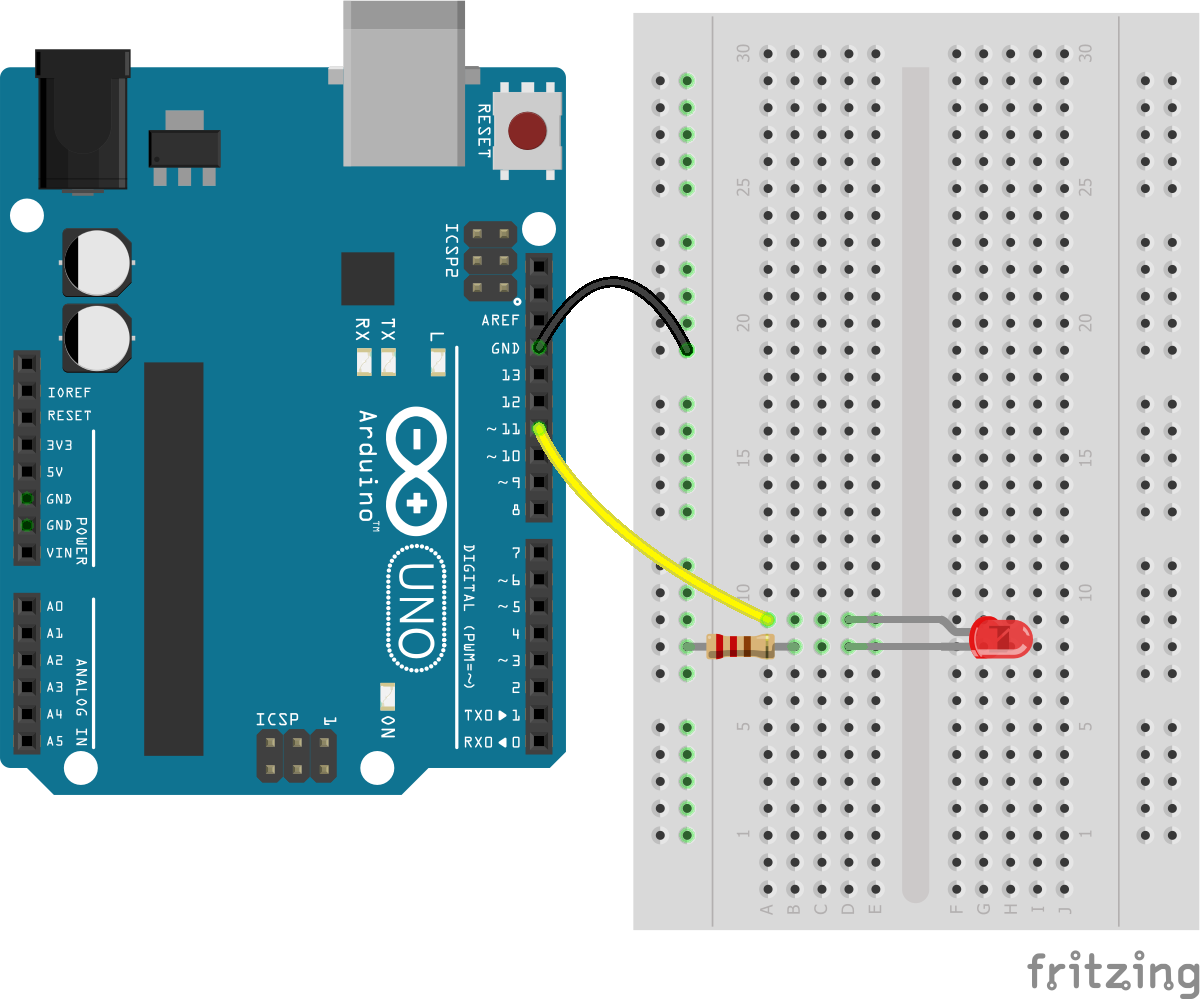 RESET
ICSP2
AREF
GND
13
12
~11
~10
~9
8
7
~6
~5
4
~3
2
TX0▶1
RX0◀0
DIGITAL (PWM=~)
RX
TX
L
Arduino™
UNO
ON
ICSP
1
IOREF
RESET
3V3
5V
GND
GND
VIN
POWER
A0
A1
A2
A3
A4
A5
ANALOG IN
30
25
20
15
10
5
1
30
25
20
15
10
5
1
A B C D E F G H I J
fritzing